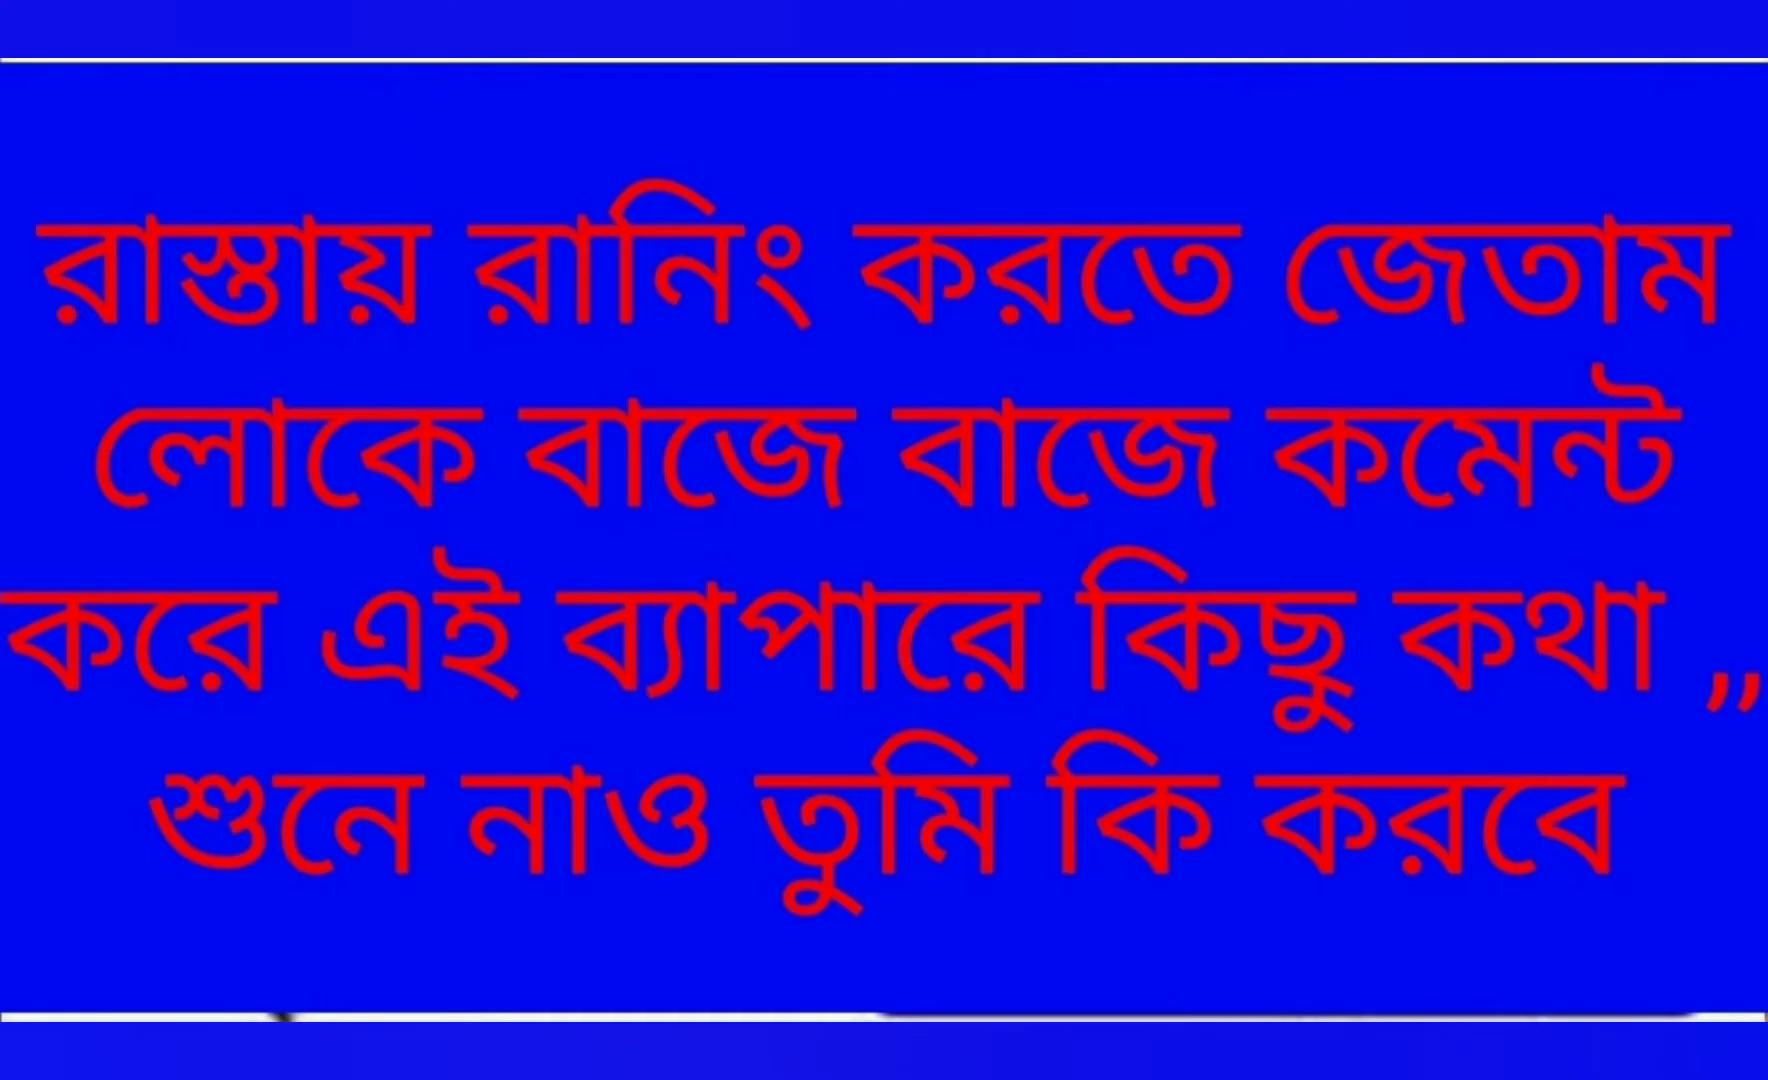 রাস্তায় রানিং করতে জেতাম
লোকে বাজে বাজে কমেন্ট
করে এই ব্যাপারে কিছু কথা ,,
শুনে নাও তুমি কি করবে